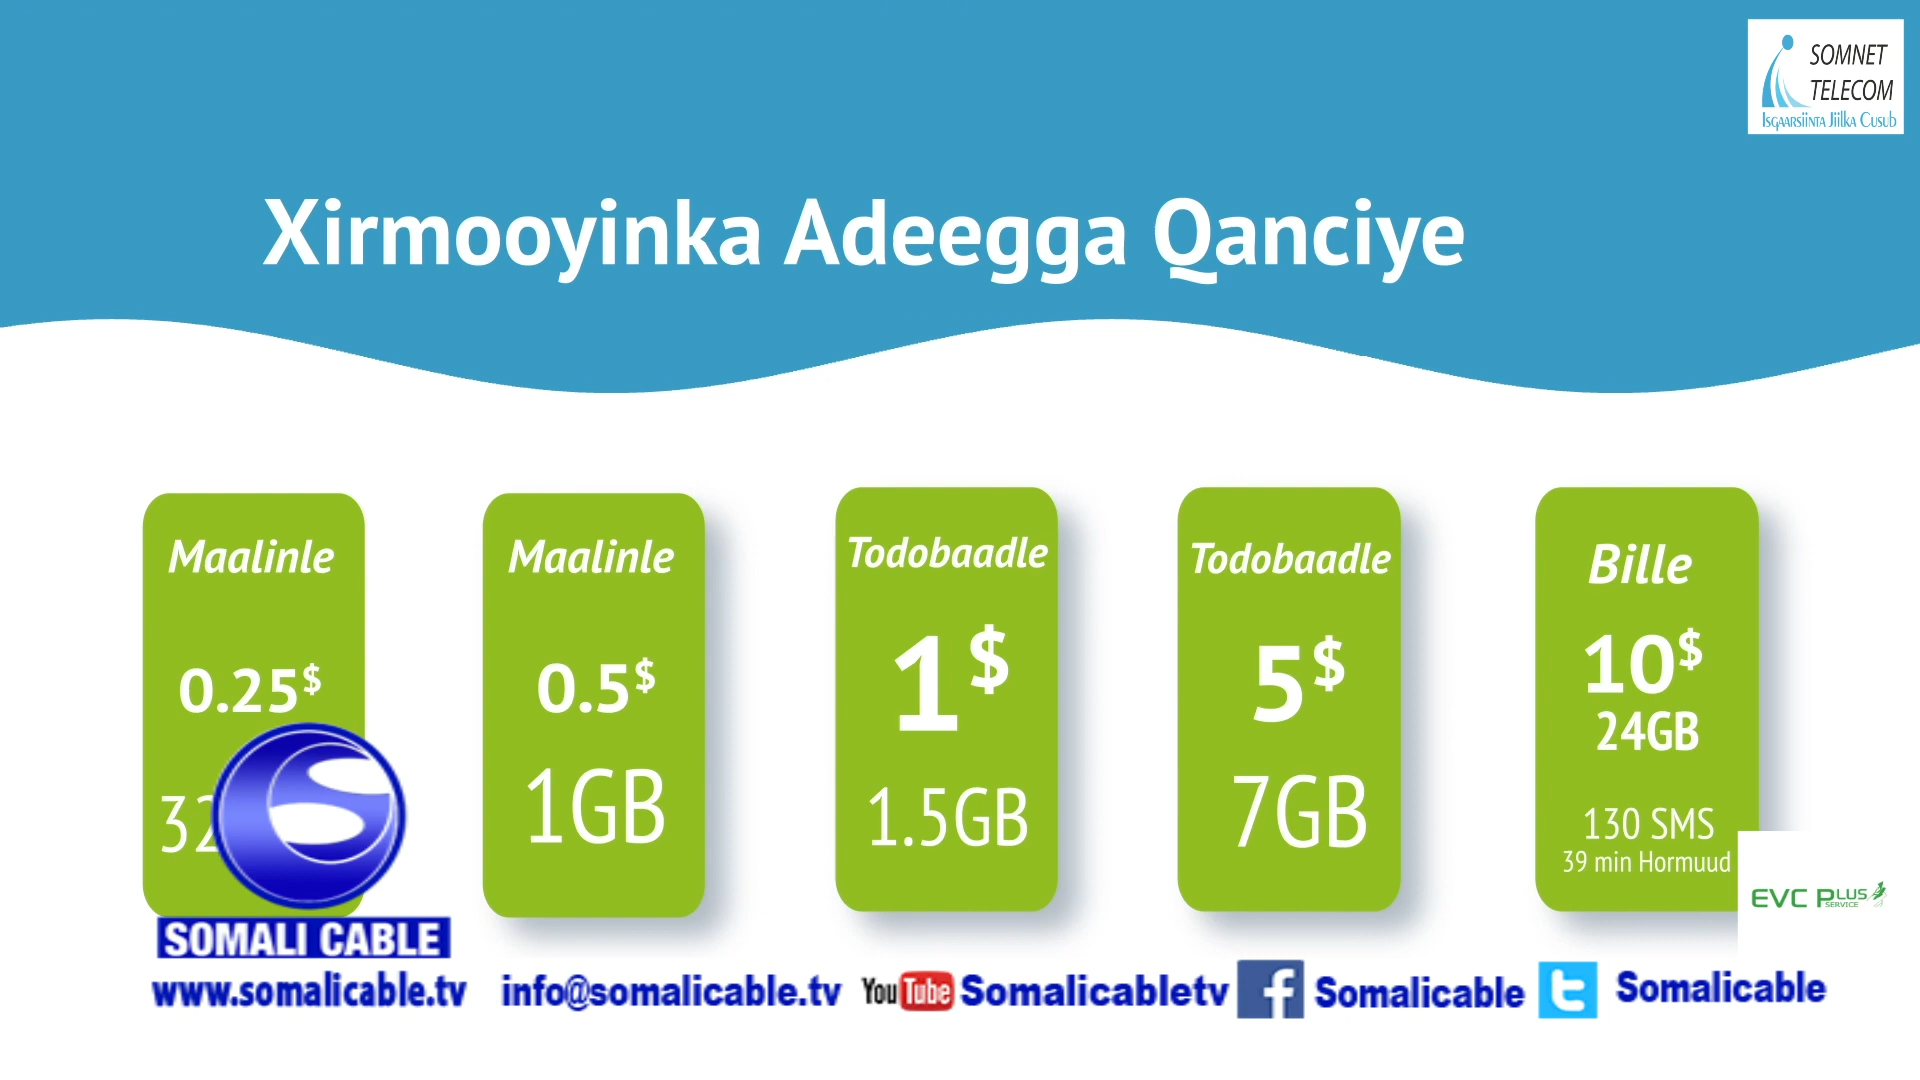 SOMNET
TELECOM
Isgaarsiinta Jiilka Cusub
Xirmooyinka Adeegga Qanciye
Maalinle
0.25$
Maalinle
0.5$
1GB
Todobaadle
1$
1.5GB
Todobaadle
5$
7GB
Bille
10$
24GB
130 SMS
39 min Hormuud
EVC PLUS
SERVICE
SOMALI CABLE
www.somalicable.tv
info@somalicable.tv
YouTube Somalicabletv
f Somalicable
t Somalicable